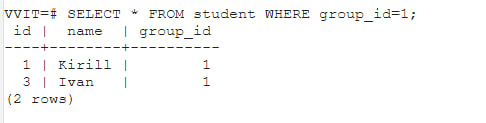 VVIT=# SELECT * FROM student WHERE group_id=1;
 id |  name  | group_id
----+--------+----------
  1 | Kirill |        1
  3 | Ivan   |        1
(2 rows)